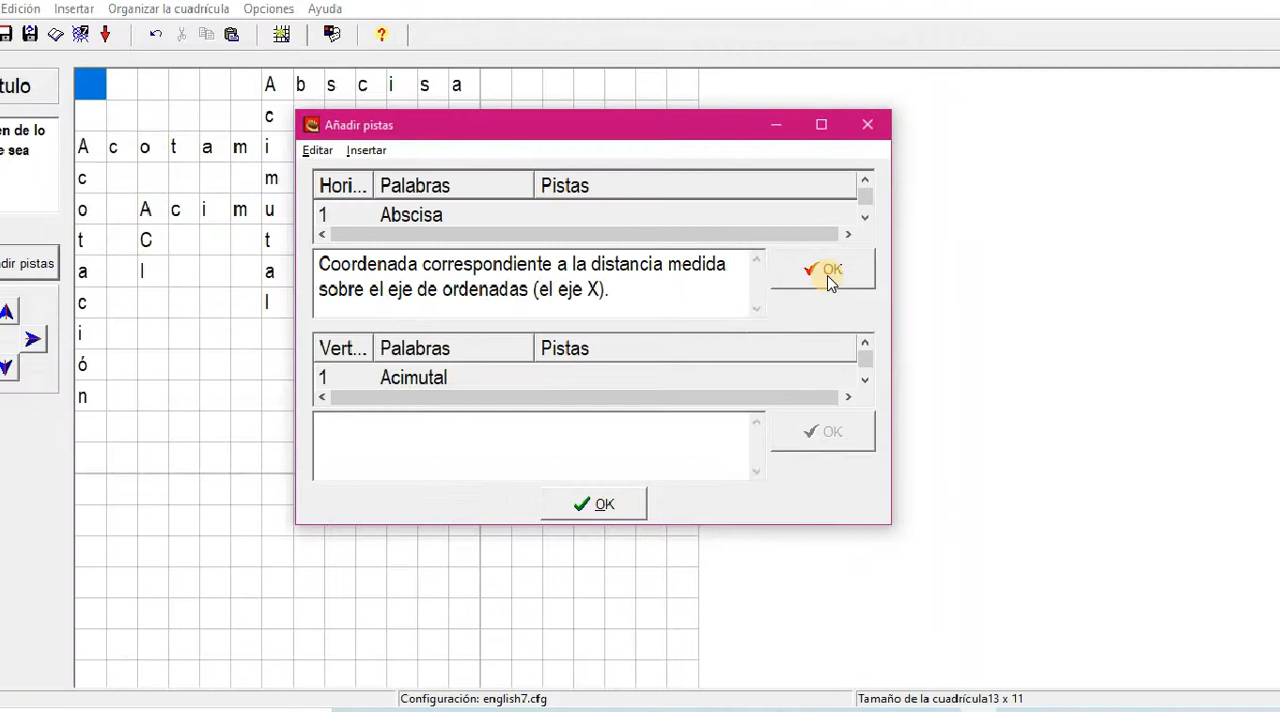 Edición Insertar Organizar la cuadrícula Opciones Ayuda
tulo
en de lo
e sea
dir pistas
A b s c i s a
c
A c o t a m i
c m
o A c i m u
t C t
a l a
c l
i
ó
n
Añadir pistas
Editar Insertar
Hori... Palabras Pistas
1 Abscisa
Coordenada correspondiente a la distancia medida
sobre el eje de ordenadas (el eje X).
OK
Vert... Palabras Pistas
1 Acimutal
OK
OK
Configuración: english7.cfg Tamaño de la cuadrícula13 x 11